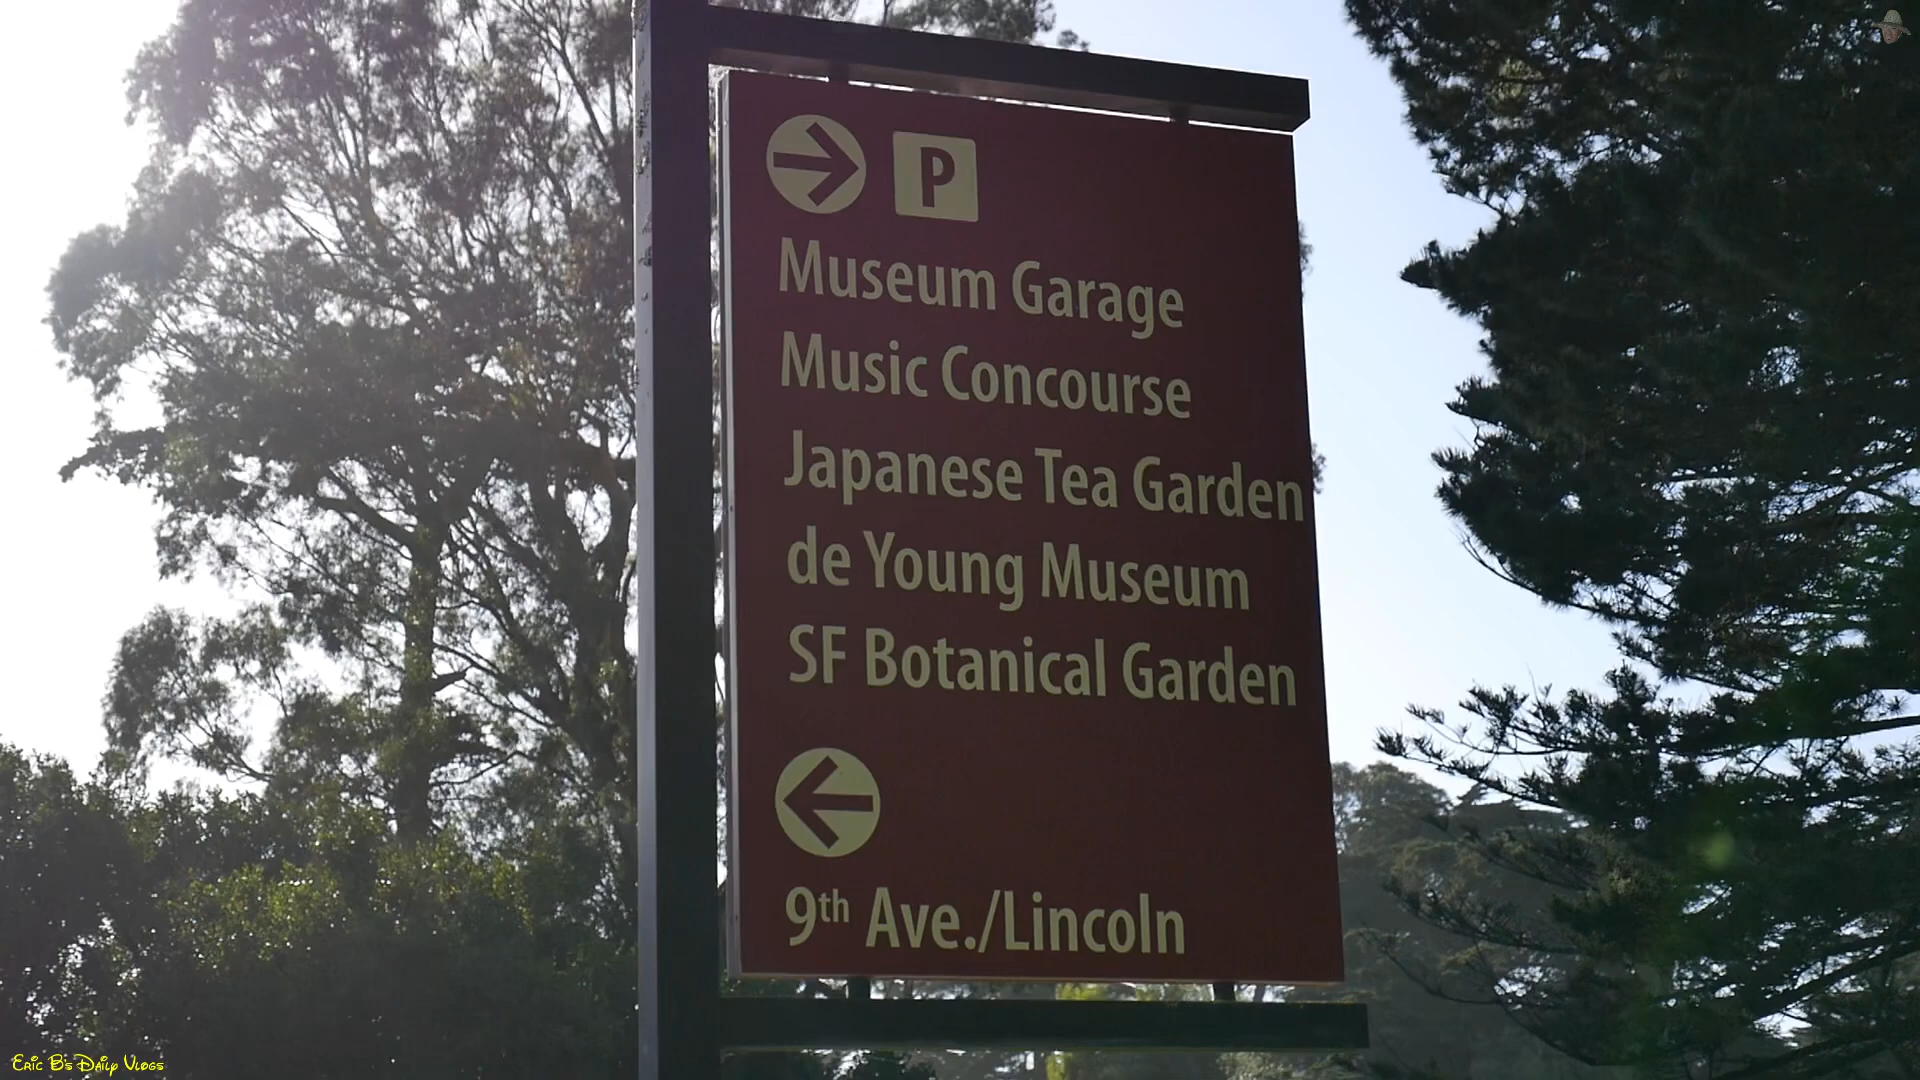 P
Museum Garage
Music Concourse
Japanese Tea Garden
de Young Museum
SF Botanical Garden
9th Ave./Lincoln
Eric B's Daily Vlogs